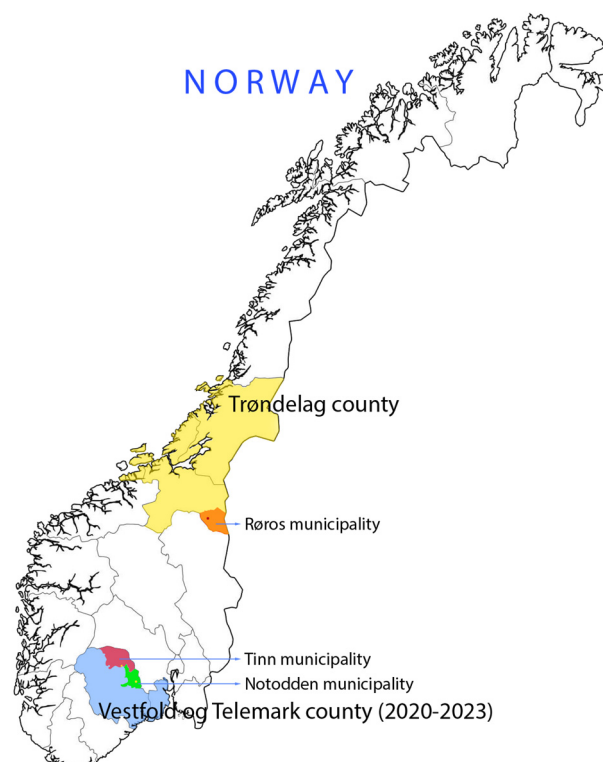 NORWAY
Trøndelag county
Røros municipality
Tinn municipality
Notodden municipality
Vestfold og Telemark county (2020-2023)